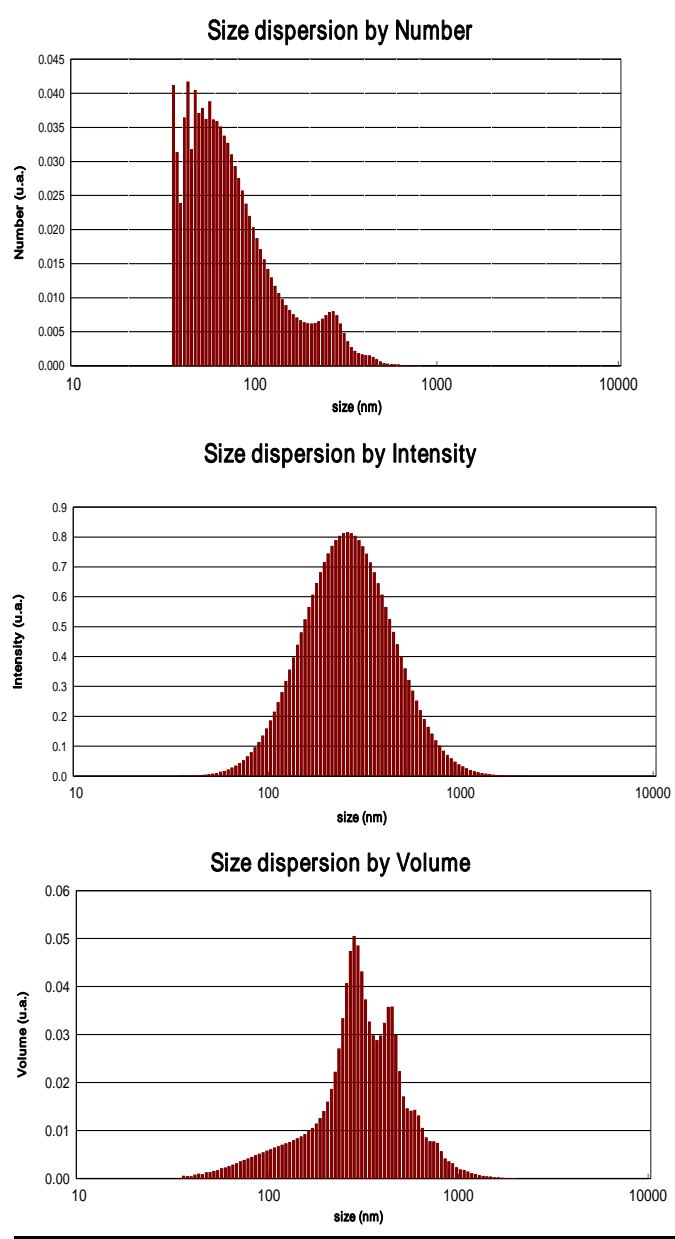 Size dispersion by Number
0.045
0.040
0.035
0.030
0.025
0.020
0.015
0.010
0.005
0.000
Number (u.a.)
10 100 1000 10000
size (nm)
Size dispersion by Intensity
0.9
0.8
0.7
0.6
0.5
0.4
0.3
0.2
0.1
0.0
Intensity (u.a.)
10 100 1000 10000
size (nm)
Size dispersion by Volume
0.06
0.05
0.04
0.03
0.02
0.01
0.00
Volume (u.a.)
10 100 1000 10000
size (nm)